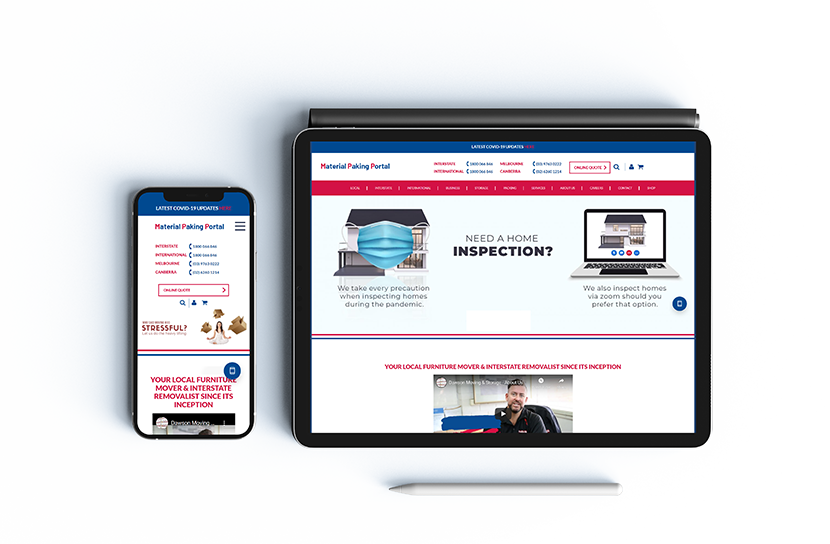 LATEST COVID-19 UPDATES HERE
Material Paking Portal
INTERSTATE 1800 066 846
INTERNATIONAL 1800 066 846
MELBOURNE (03) 9763 0222
CANBERRA (02) 6260 1214
ONLINE QUOTE
STRESSFUL?
YOUR LOCAL FURNITURE
MOVER & INTERSTATE
REMOVALIST SINCE ITS
INCEPTION
Dawson Moving ...
LATEST COVID-19 UPDATES HERE
Material Paking Portal
INTERSTATE 1800 066 846 MELBOURNE (03) 9763 0222
INTERNATIONAL 1800 066 846 CANBERRA (02) 6260 1214
ONLINE QUOTE
LOCAL INTERSTATE INTERNATIONAL BUSINESS STORAGE PACKING SERVICES ABOUT US CAREERS CONTACT SHOP
NEED A HOME
INSPECTION?
We take every precaution
when inspecting homes
during the pandemic.
We also inspect homes
via zoom should you
prefer that option.
YOUR LOCAL FURNITURE MOVER & INTERSTATE REMOVALIST SINCE ITS INCEPTION
Dawson Moving & Storage - About Us